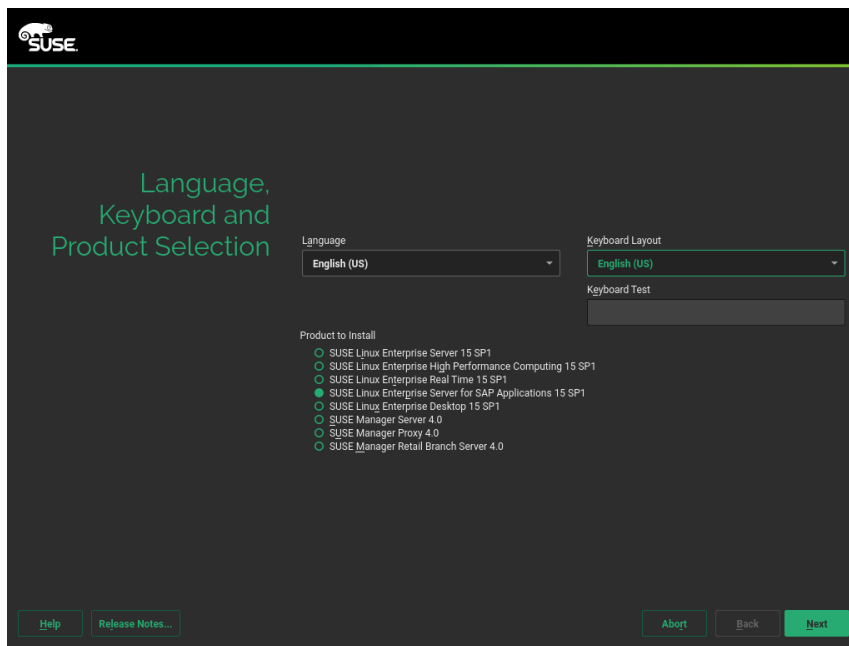 SUSE.
Language,
Keyboard and
Product Selection
Language
English (US)
Keyboard Layout
English (US)
Keyboard Test
Product to Install
SUSE Linux Enterprise Server 15 SP1
SUSE Linux Enterprise High Performance Computing 15 SP1
SUSE Linux Enterprise Real Time 15 SP1
SUSE Linux Enterprise Server for SAP Applications 15 SP1
SUSE Linux Enterprise Desktop 15 SP1
SUSE Manager Server 4.0
SUSE Manager Proxy 4.0
SUSE Manager Retail Branch Server 4.0
Help
Release Notes...
Abort
Back
Next